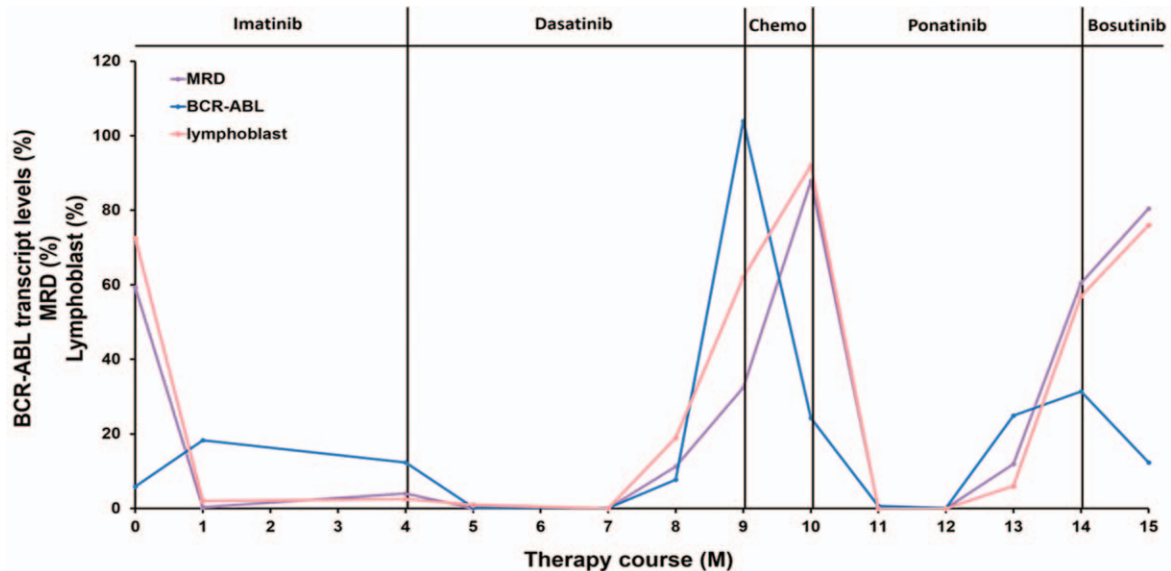 Imatinib Dasatinib Chemo Ponatinib Bosutinib
120
100
80
60
40
20
0
MRD
BCR-ABL
lymphoblast
BCR-ABL transcript levels (%)
MRD (%)
Lymphoblast (%)
0 1 2 3 4 5 6 7 8 9 10 11 12 13 14 15
Therapy course (M)